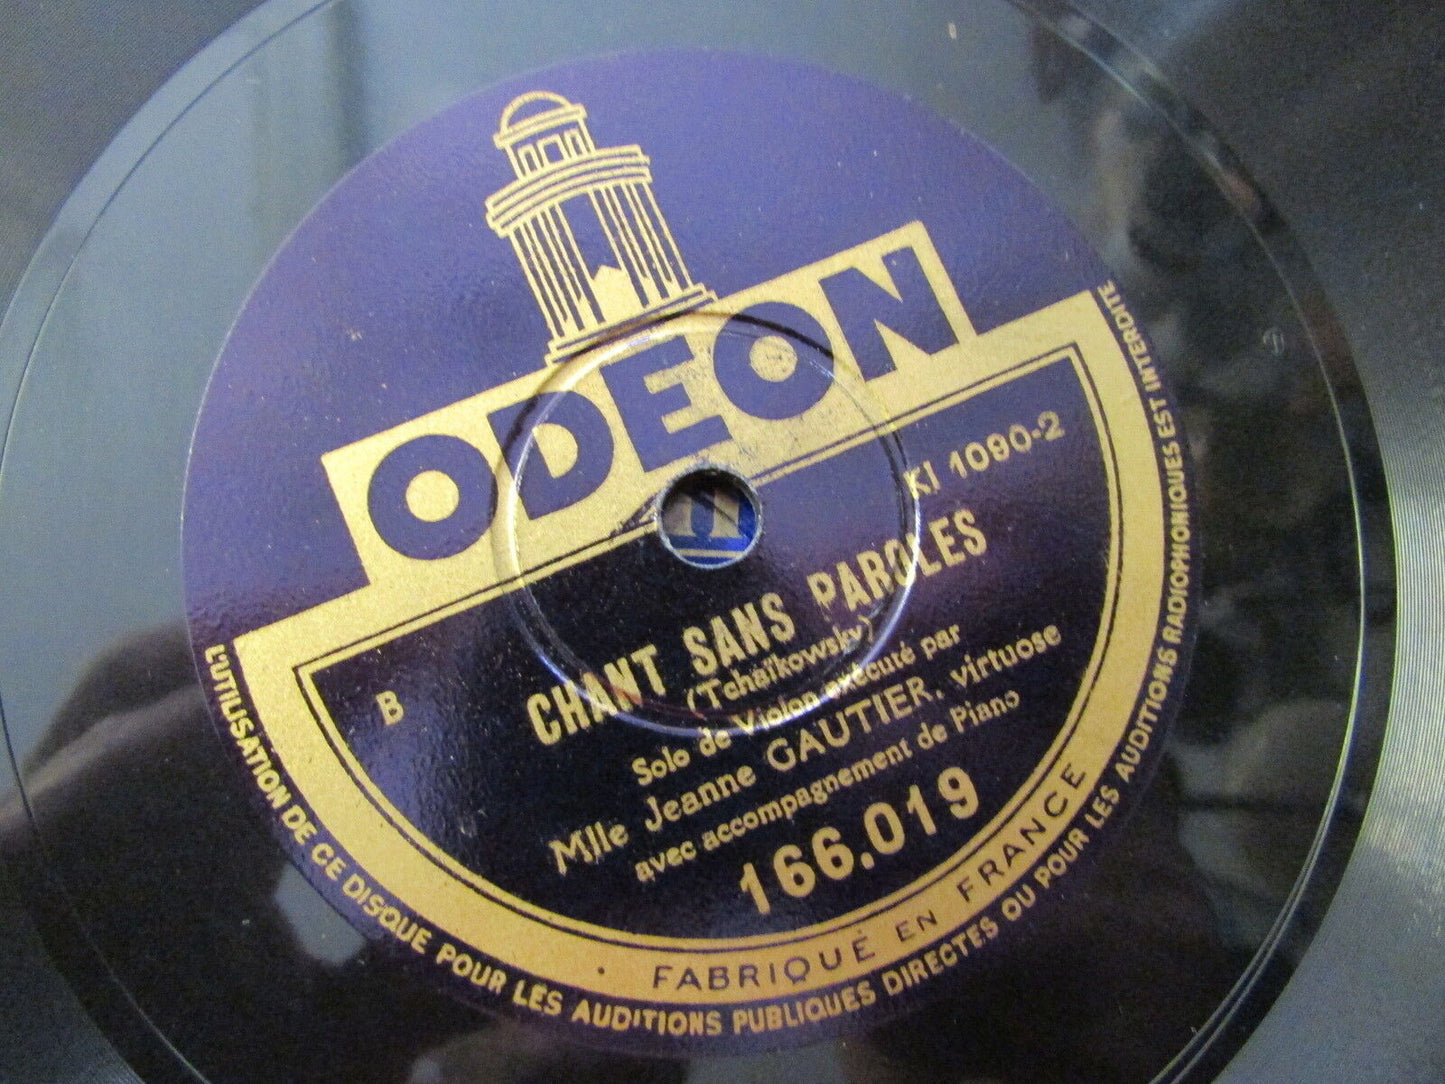 ODEON
KI 1090-2
B
CHANT SANS PAROLES
(Tchaïkowsky)
Solo de Violon exécuté par
Mlle Jeanne GAUTIER, virtuose
avec accompagnement de Piano
166.019
FABRIQUÉ EN FRANCE
L'UTILISATION DE CE DISQUE POUR LES AUDITIONS PUBLIQUES DIRECTES OU POUR LES AUDITIONS RADIOPHONIQUES EST INTERDITE